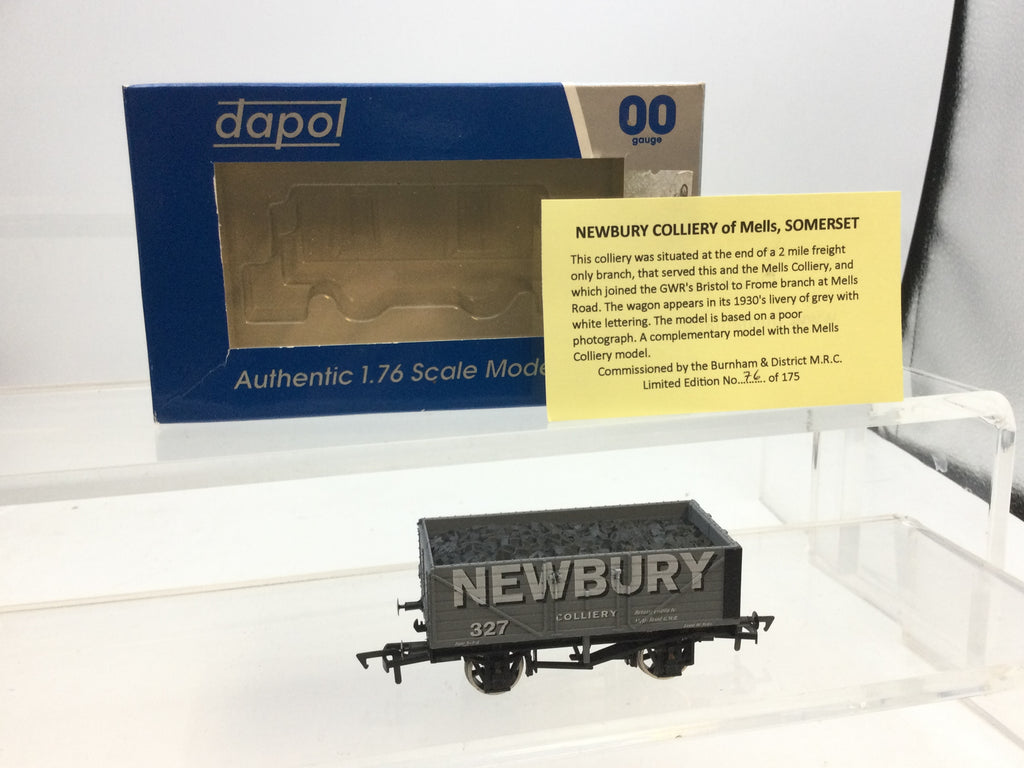 dapol
00
gauge
Authentic 1.76 Scale Mode
NEWBURY COLLIERY of Mells, SOMERSET
This colliery was situated at the end of a 2 mile freight
only branch, that served this and the Mells Colliery, and
which joined the GWR's Bristol to Frome branch at Mells
Road. The wagon appears in its 1930's livery of grey with
white lettering. The model is based on a poor
photograph. A complementary model with the Mells
Colliery model.
Commissioned by the Burnham & District M.R.C.
Limited Edition No...76... of 175
NEWBURY
COLLIERY
327